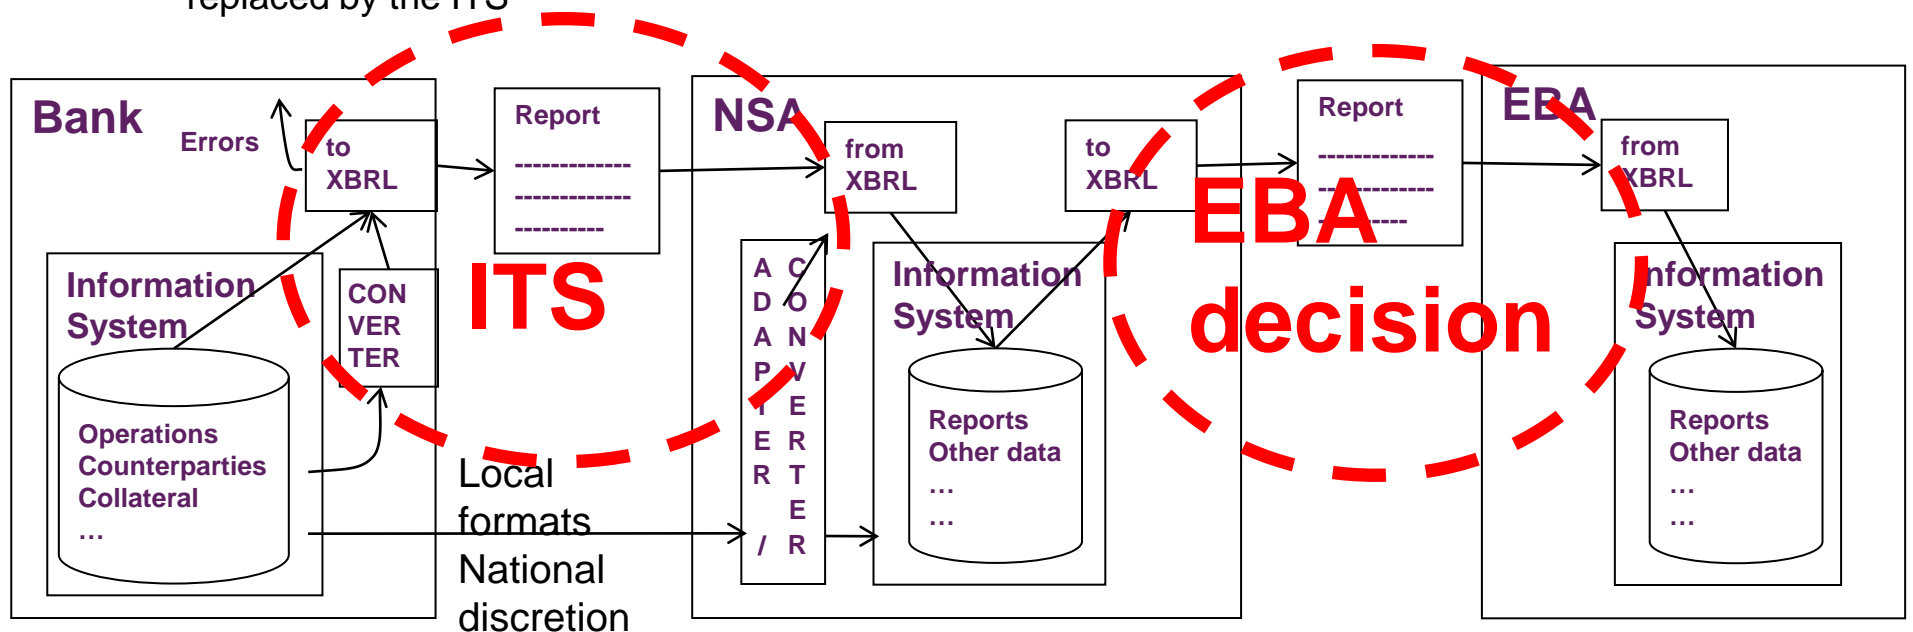 replaced by the ITS
Bank
Errors
to
XBRL
Report
-------------
-------------
----------
Information
System
CON
VER
TER
Operations
Counterparties
Collateral
…
ITS
Local
formats
National
discretion
NSA
from
XBRL
to
XBRL
ADAPTER /
CONVERTER
Information
System
Reports
Other data
…
…
Report
-------------
-------------
----------
EBA
decision
EBA
from
XBRL
Information
System
Reports
Other data
…
…